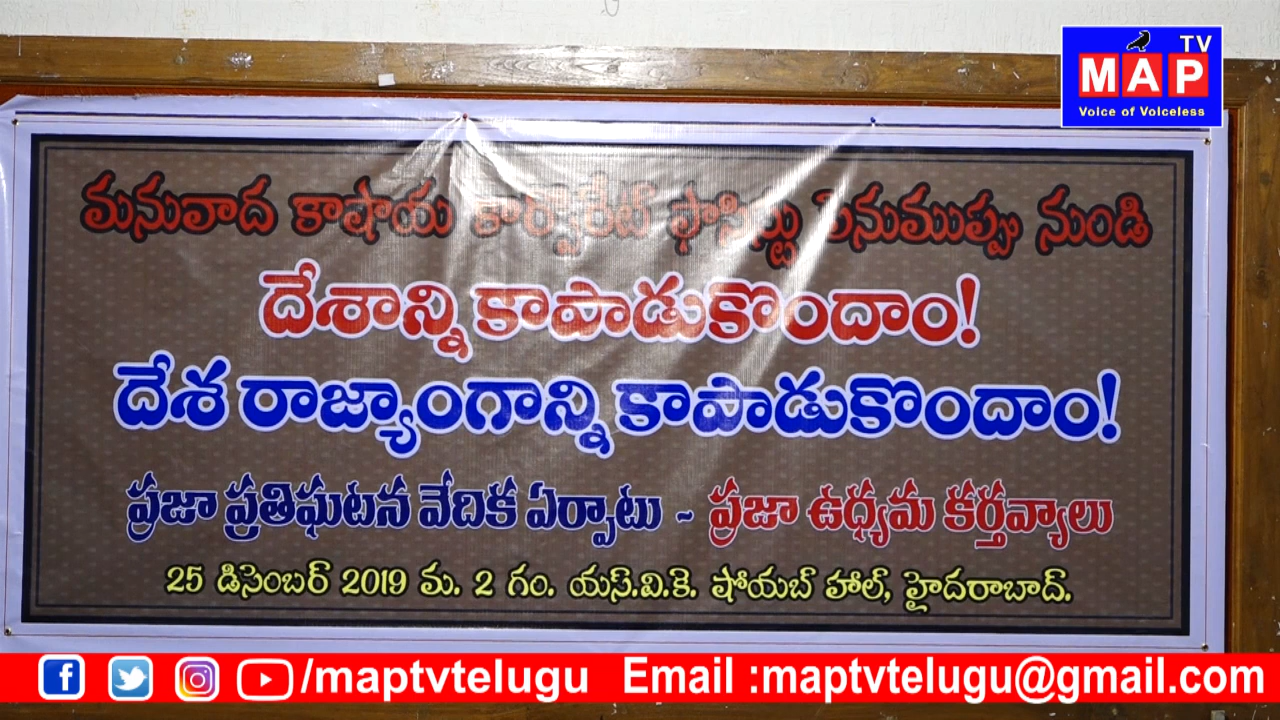 TV
MAP
Voice of Voiceless
మనువాద కాషాయ కార్పొరేట్ ఫాసిస్టు పెనుముప్పు నుండి
దేశాన్ని కాపాడుకొందాం!
దేశ రాజ్యాంగాన్ని కాపాడుకొందాం!
ప్రజా ప్రతిఘటన వేదిక ఏర్పాటు - ప్రజా ఉద్యమ కర్తవ్యాలు
25 డిసెంబర్ 2019 మ. 2 గం. యస్.వి.కె. షోయబ్ హాల్, హైదరాబాద్.
/maptvtelugu Email :maptvtelugu@gmail.com